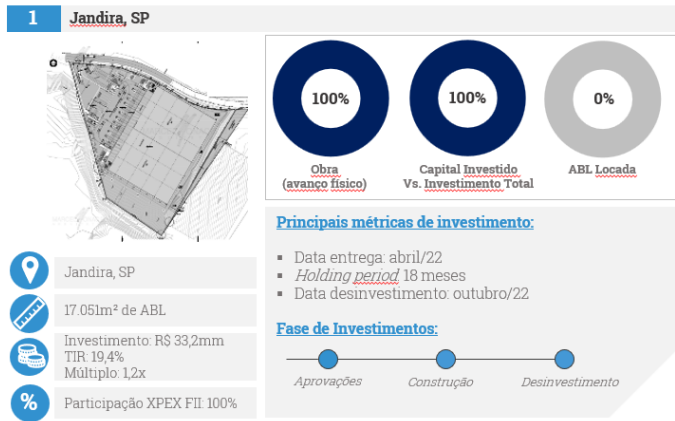 1 Jandira, SP
100%
100%
0%
Obra
(avanço físico)
Capital Investido
Vs. Investimento Total
ABL Locada
Jandira, SP
17.051m² de ABL
Investimento: R$ 33,2mm
TIR: 19,4%
Múltiplo: 1,2x
% Participação XPEX FII: 100%
Principais métricas de investimento:
▪ Data entrega: abril/22
▪ Holding period: 18 meses
▪ Data desinvestimento: outubro/22
Fase de Investimentos:
Aprovações
Construção
Desinvestimento